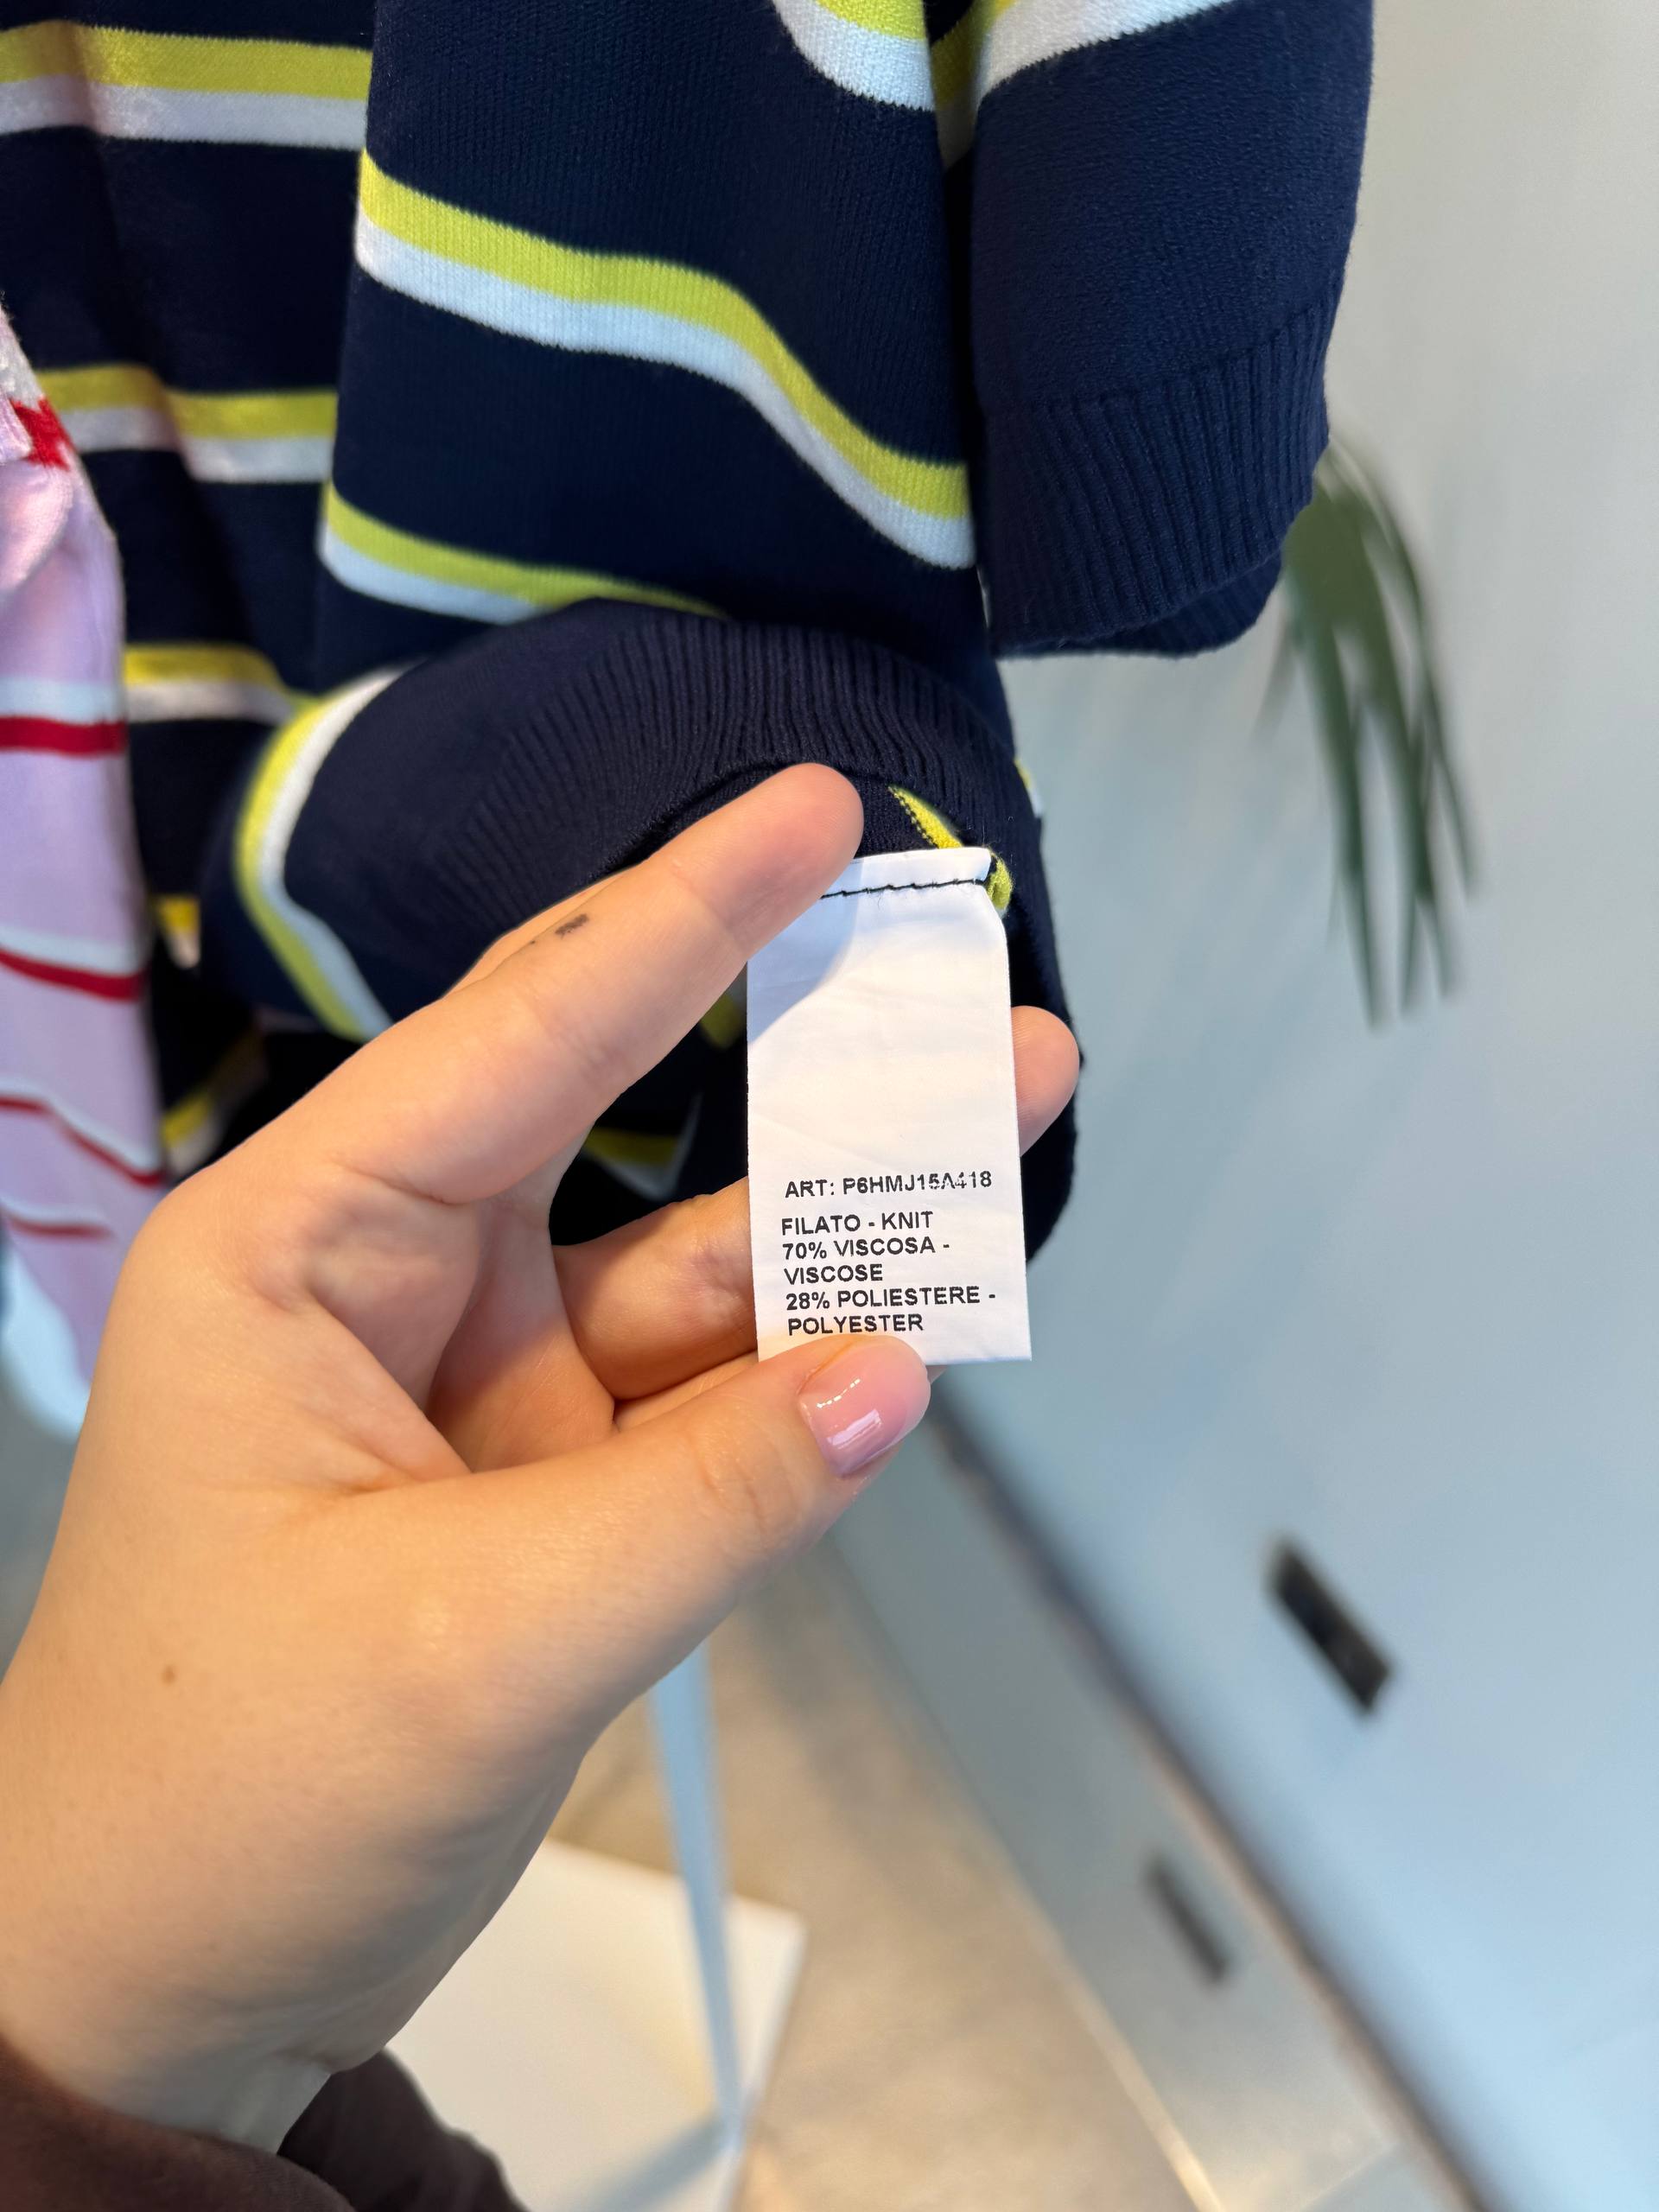 ART: P6HMJ15A418
FILATO - KNIT
70% VISCOSA -
VISCOSE
28% POLIESTERE -
POLYESTER